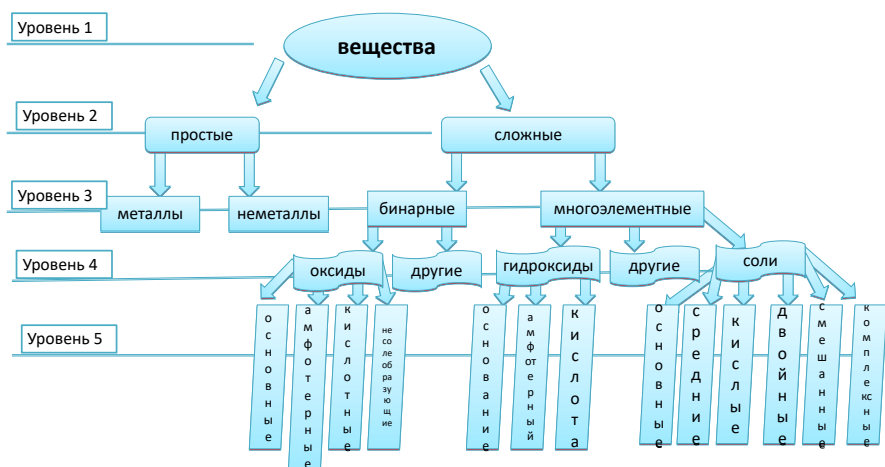 Уровень 1
вещества
Уровень 2
простые
сложные
Уровень 3
металлы
неметаллы
бинарные
многоэлементные
Уровень 4
оксиды
другие
гидроксиды
другие
соли
Уровень 5
основные
амфотерные
кислотные
несолеобразующие
основание
амфотерный
кислота
основные
средние
кислые
двойные
смешанные
комплексные